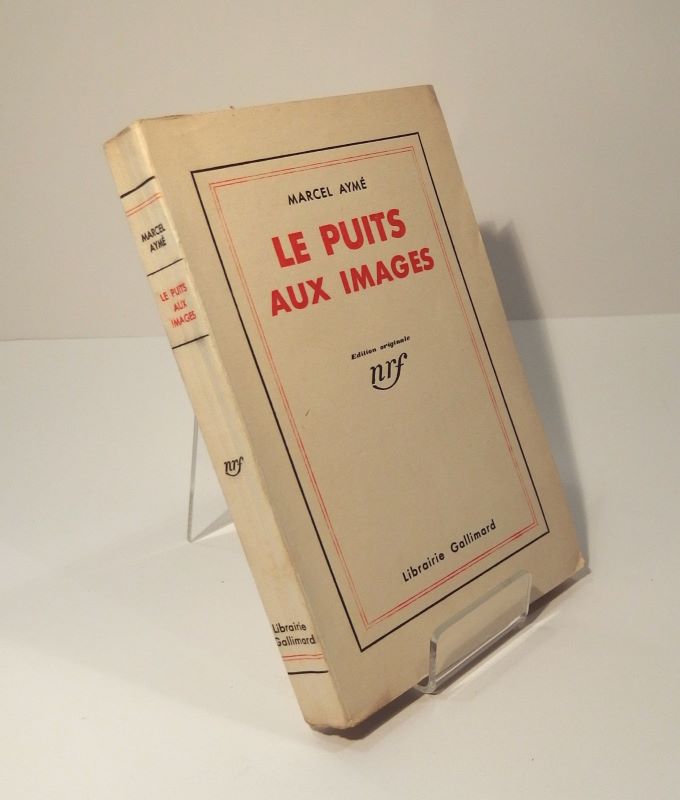 MARCEL AYMÉ
LE PUITS
AUX IMAGES
Edition originale
nrf
Librairie Gallimard
MARCEL
AYMÉ
LE PUITS
AUX
IMAGES
nrf
Librairie
Gallimard